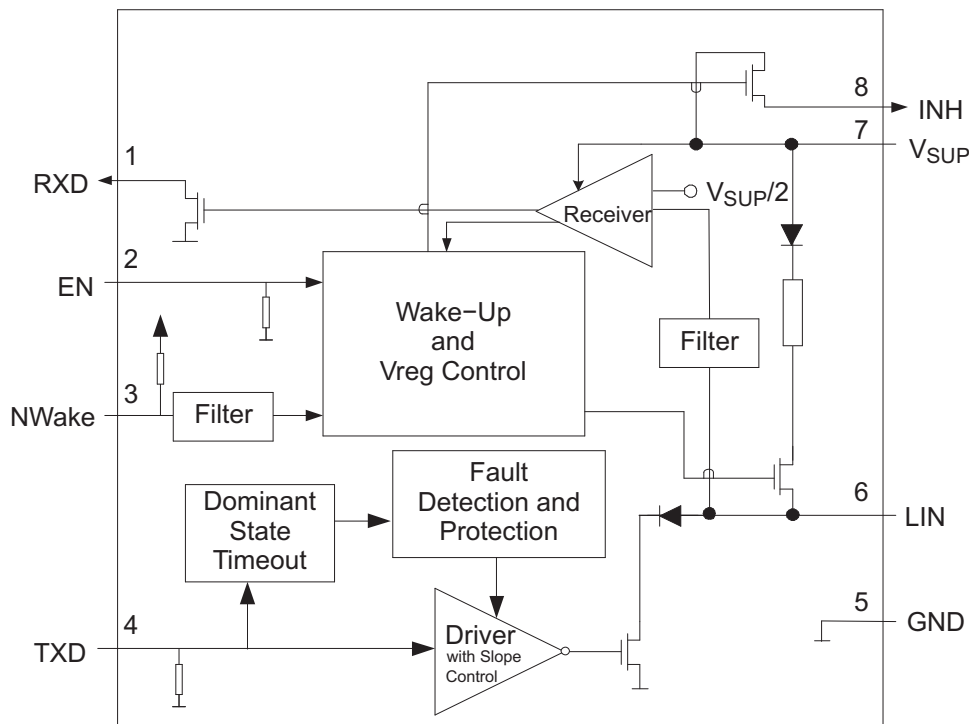 8
INH
7
VSUP
1
RXD
VSUP/2
Receiver
2
EN
Wake−Up
and
Vreg Control
Filter
3
NWake
Filter
Fault
Detection and
Protection
Dominant
State
Timeout
6
LIN
5
GND
4
TXD
Driver
with Slope
Control